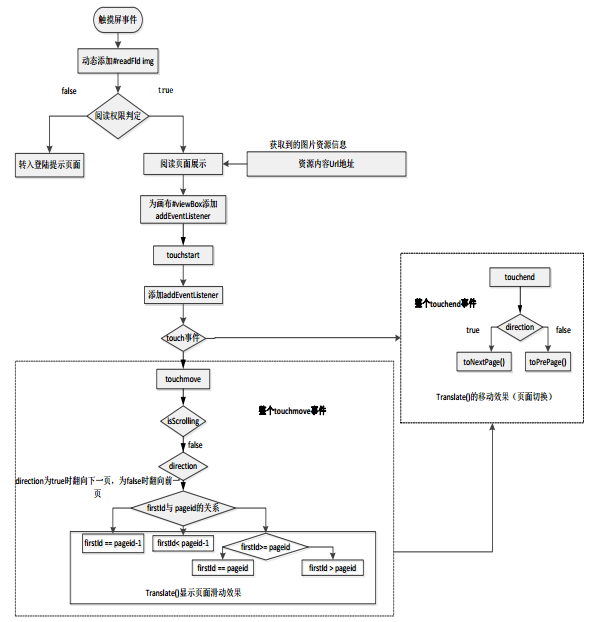 触摸屏事件
动态添加#readFld img
false
true
阅读权限判定
获取到的图片资源信息
转入登陆提示页面
阅读页面展示
资源内容Url地址
为画布#viewBox添加
addEventListener
touchstart
添加addEventListener
touch事件
整个touchend事件
touchend
direction
true
false
toNextPage()
toPrePage()
Translate()的移动效果（页面切换）
touchmove
整个touchmove事件
isScrolling
false
direction
direction为true时翻向下一页，为false时翻向前一
页
firstId与 pageid的关系
firstId == pageid-1
firstId< pageid-1
firstId>= pageid
firstId == pageid
firstId > pageid
Translate()显示页面滑动效果